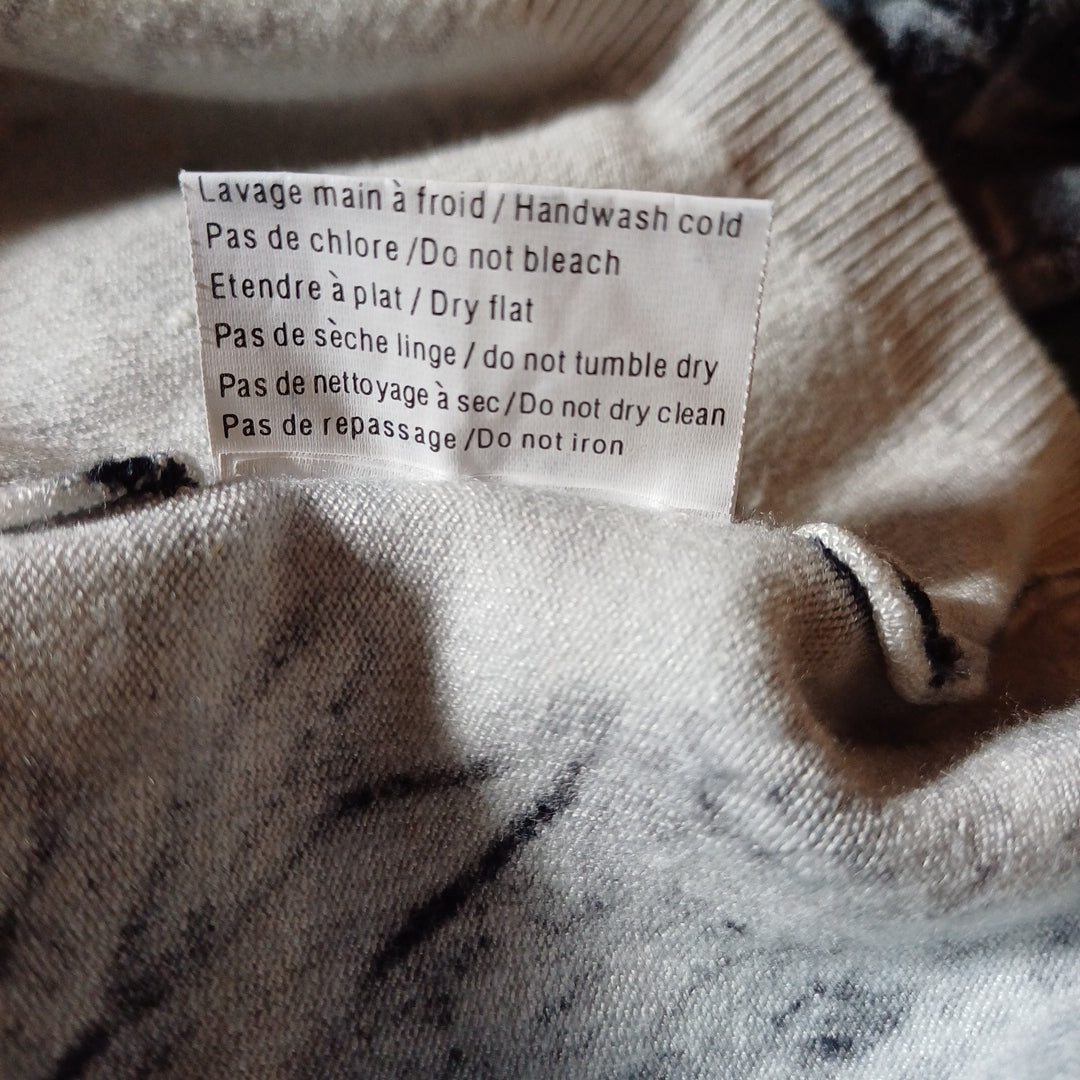 Lavage main à froid / Handwash cold
Pas de chlore /Do not bleach
Etendre à plat / Dry flat
Pas de sèche linge / do not tumble dry
Pas de nettoyage à sec/Do not dry clean
Pas de repassage /Do not iron